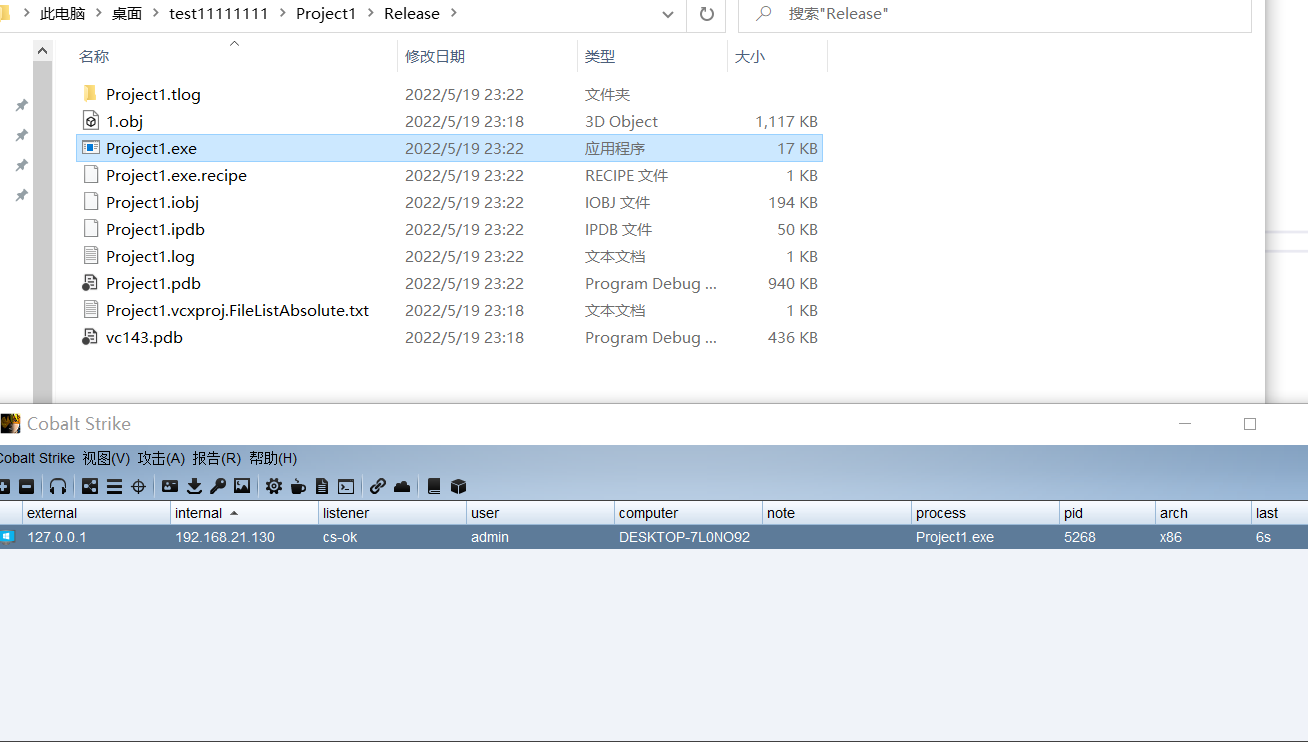 此电脑 桌面 test11111111 Project1 Release 搜索"Release"
名称 修改日期 类型 大小
Project1.tlog 2022/5/19 23:22 文件夹
1.obj 2022/5/19 23:18 3D Object 1,117 KB
Project1.exe 2022/5/19 23:22 应用程序 17 KB
Project1.exe.recipe 2022/5/19 23:22 RECIPE 文件 1 KB
Project1.iobj 2022/5/19 23:22 IOBJ 文件 194 KB
Project1.ipdb 2022/5/19 23:22 IPDB 文件 50 KB
Project1.log 2022/5/19 23:22 文本文档 1 KB
Project1.pdb 2022/5/19 23:22 Program Debug ... 940 KB
Project1.vcxproj.FileListAbsolute.txt 2022/5/19 23:18 文本文档 1 KB
vc143.pdb 2022/5/19 23:18 Program Debug ... 436 KB
Cobalt Strike
Cobalt Strike 视图(V) 攻击(A) 报告(R) 帮助(H)
external internal listener user computer note process pid arch last
127.0.0.1 192.168.21.130 cs-ok admin DESKTOP-7L0NO92 Project1.exe 5268 x86 6s